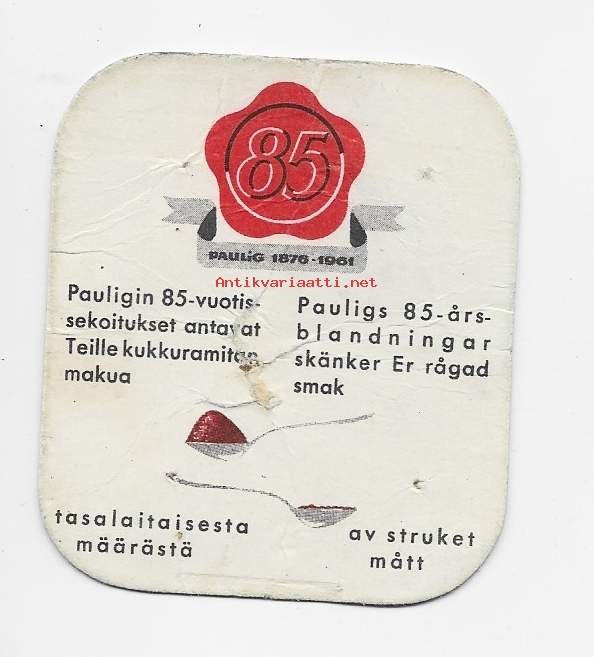 85
PAULIG 1876-1961
Antikvariaatti.net
Pauligin 85-vuotis-
sekoitukset antavat
Teille kukkuramitan
makua
Pauligs 85-års-
blandningar
skänker Er rågad
smak
tasalaitaisesta
määrästä
av struket
mått